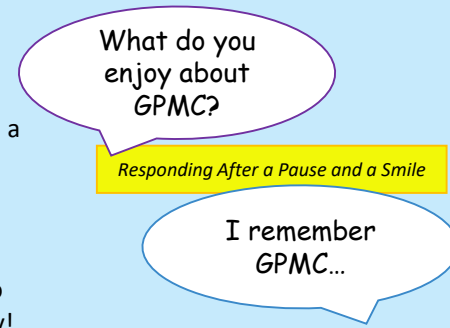 What do you
enjoy about
GPMC?
a
Responding After a Pause and a Smile
I remember
GPMC...